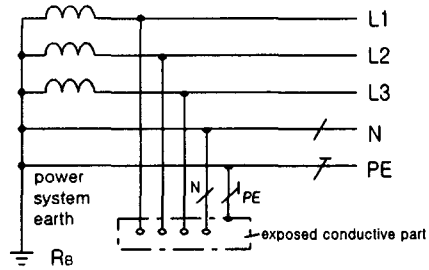 L1
L2
L3
N
PE
power
system
earth
N
PE
exposed conductive part
RB